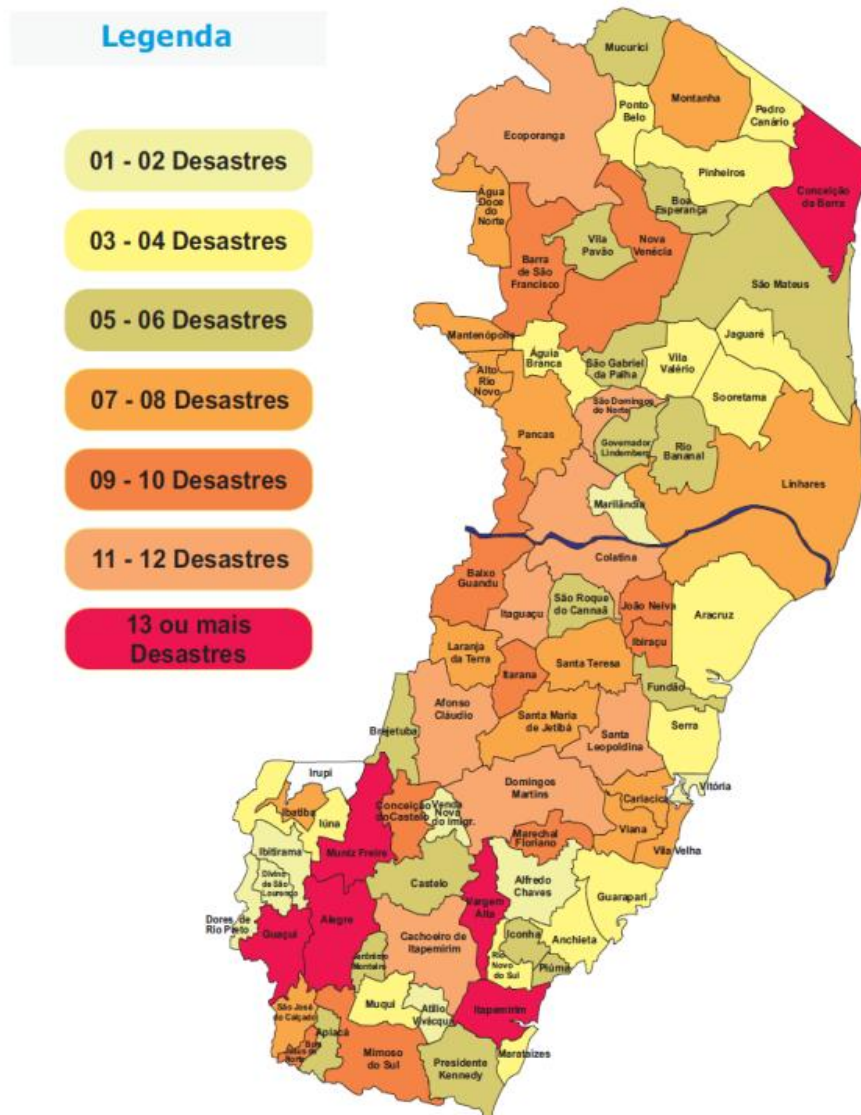 Legenda
01 - 02 Desastres
03 - 04 Desastres
05 - 06 Desastres
07 - 08 Desastres
09 - 10 Desastres
11 - 12 Desastres
13 ou mais
Desastres
Mucurici
Montanha
Ponto
Belo
Pedro
Canário
Ecoporanga
Pinheiros
Conceição
da Barra
Água
Doce do
Norte
Boa
Esperança
Vila
Pavão
Nova
Venécia
Barra
de São
Francisco
São Mateus
Mantenópolis
Águia
Branca
Jaguaré
São Gabriel
da Palha
Vila
Valério
Alto
Rio
Novo
Sooretama
São Domingos
do Norte
Pancas
Governador
Lindemberg
Rio
Bananal
Linhares
Marilândia
Colatina
Baixo
Guandu
São Roque
do Cannaã
João Neiva
Itaguaçu
Aracruz
Ibiraçu
Laranja
da Terra
Santa Teresa
Itarana
Fundão
Afonso
Cláudio
Santa Maria
de Jetibá
Santa
Leopoldina
Serra
Brejetuba
Irupi
Domingos
Martins
Vitória
Cariacica
Conceição
do Castelo
Venda
Nova
do Imigr.
Ibatiba
Iúna
Viana
Marechal
Floriano
Vila Velha
Ibitirama
Muniz Freire
Divino
de São
Lourenço
Castelo
Alfredo
Chaves
Guarapari
Vargem
Alta
Dores de
Rio Preto
Guaçui
Alegre
Cachoeiro de
Itapemirim
Iconha
Anchieta
Jerônimo
Monteiro
Rio
Novo
do Sul
Piúma
Muqui
Atílio
Vivácqua
Itapemirim
São José
do Calçado
Apiacá
Mimoso
do Sul
Presidente
Kennedy
Marataizes